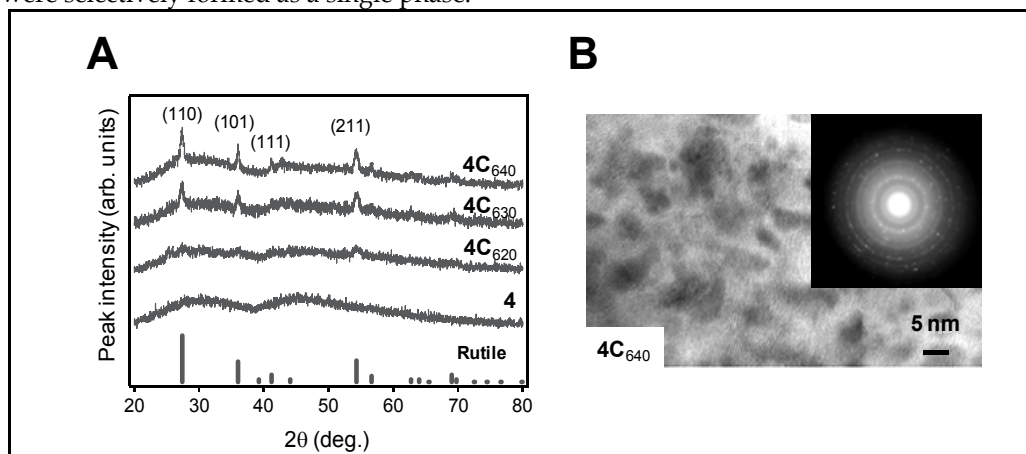 were selectively formed as a single phase.
A
B
Peak intensity (arb. units)
(110)
(101)
(111)
(211)
4C640
4C630
4C620
4
Rutile
20 30 40 50 60 70 80
2θ (deg.)
4C640
5 nm